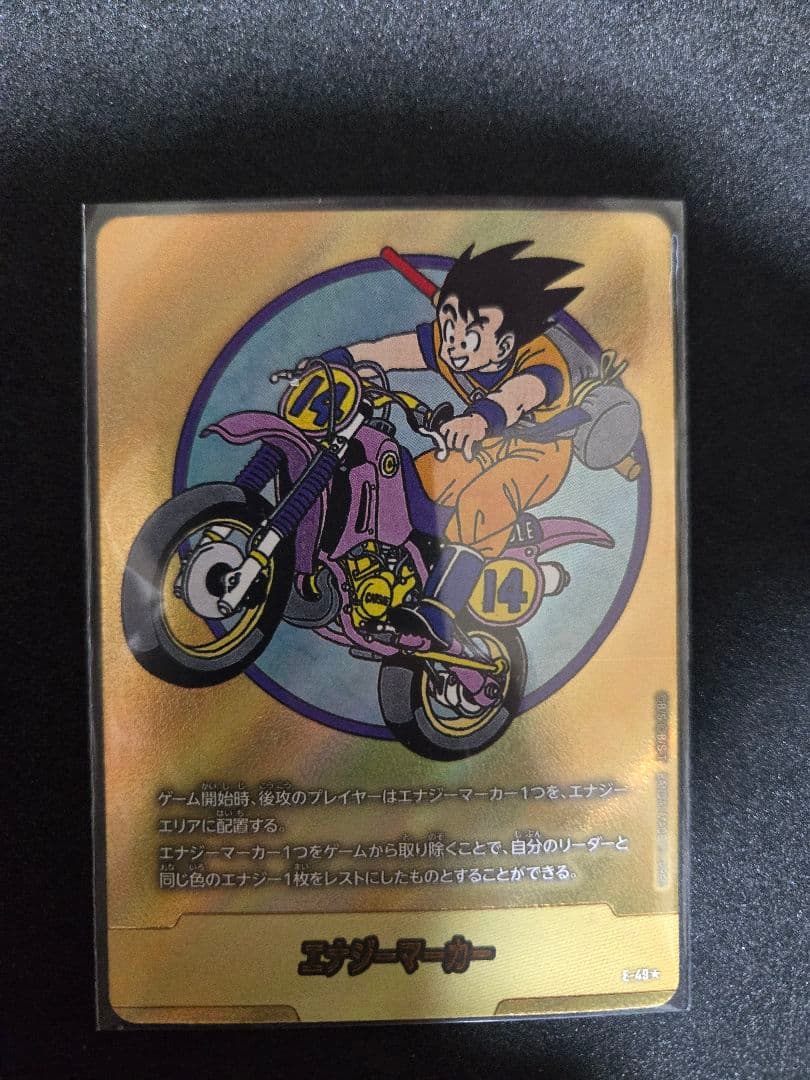 14
CAPSULE
14
ゲーム開始時、後攻のプレイヤーはエナジーマーカー1つを、エナジー
エリアに配置する。
エナジーマーカー1つをゲームから取り除くことで、自分のリーダーと
同じ色のエナジー1枚をレストにしたものとすることができる。
エナジーマーカー
E-49★